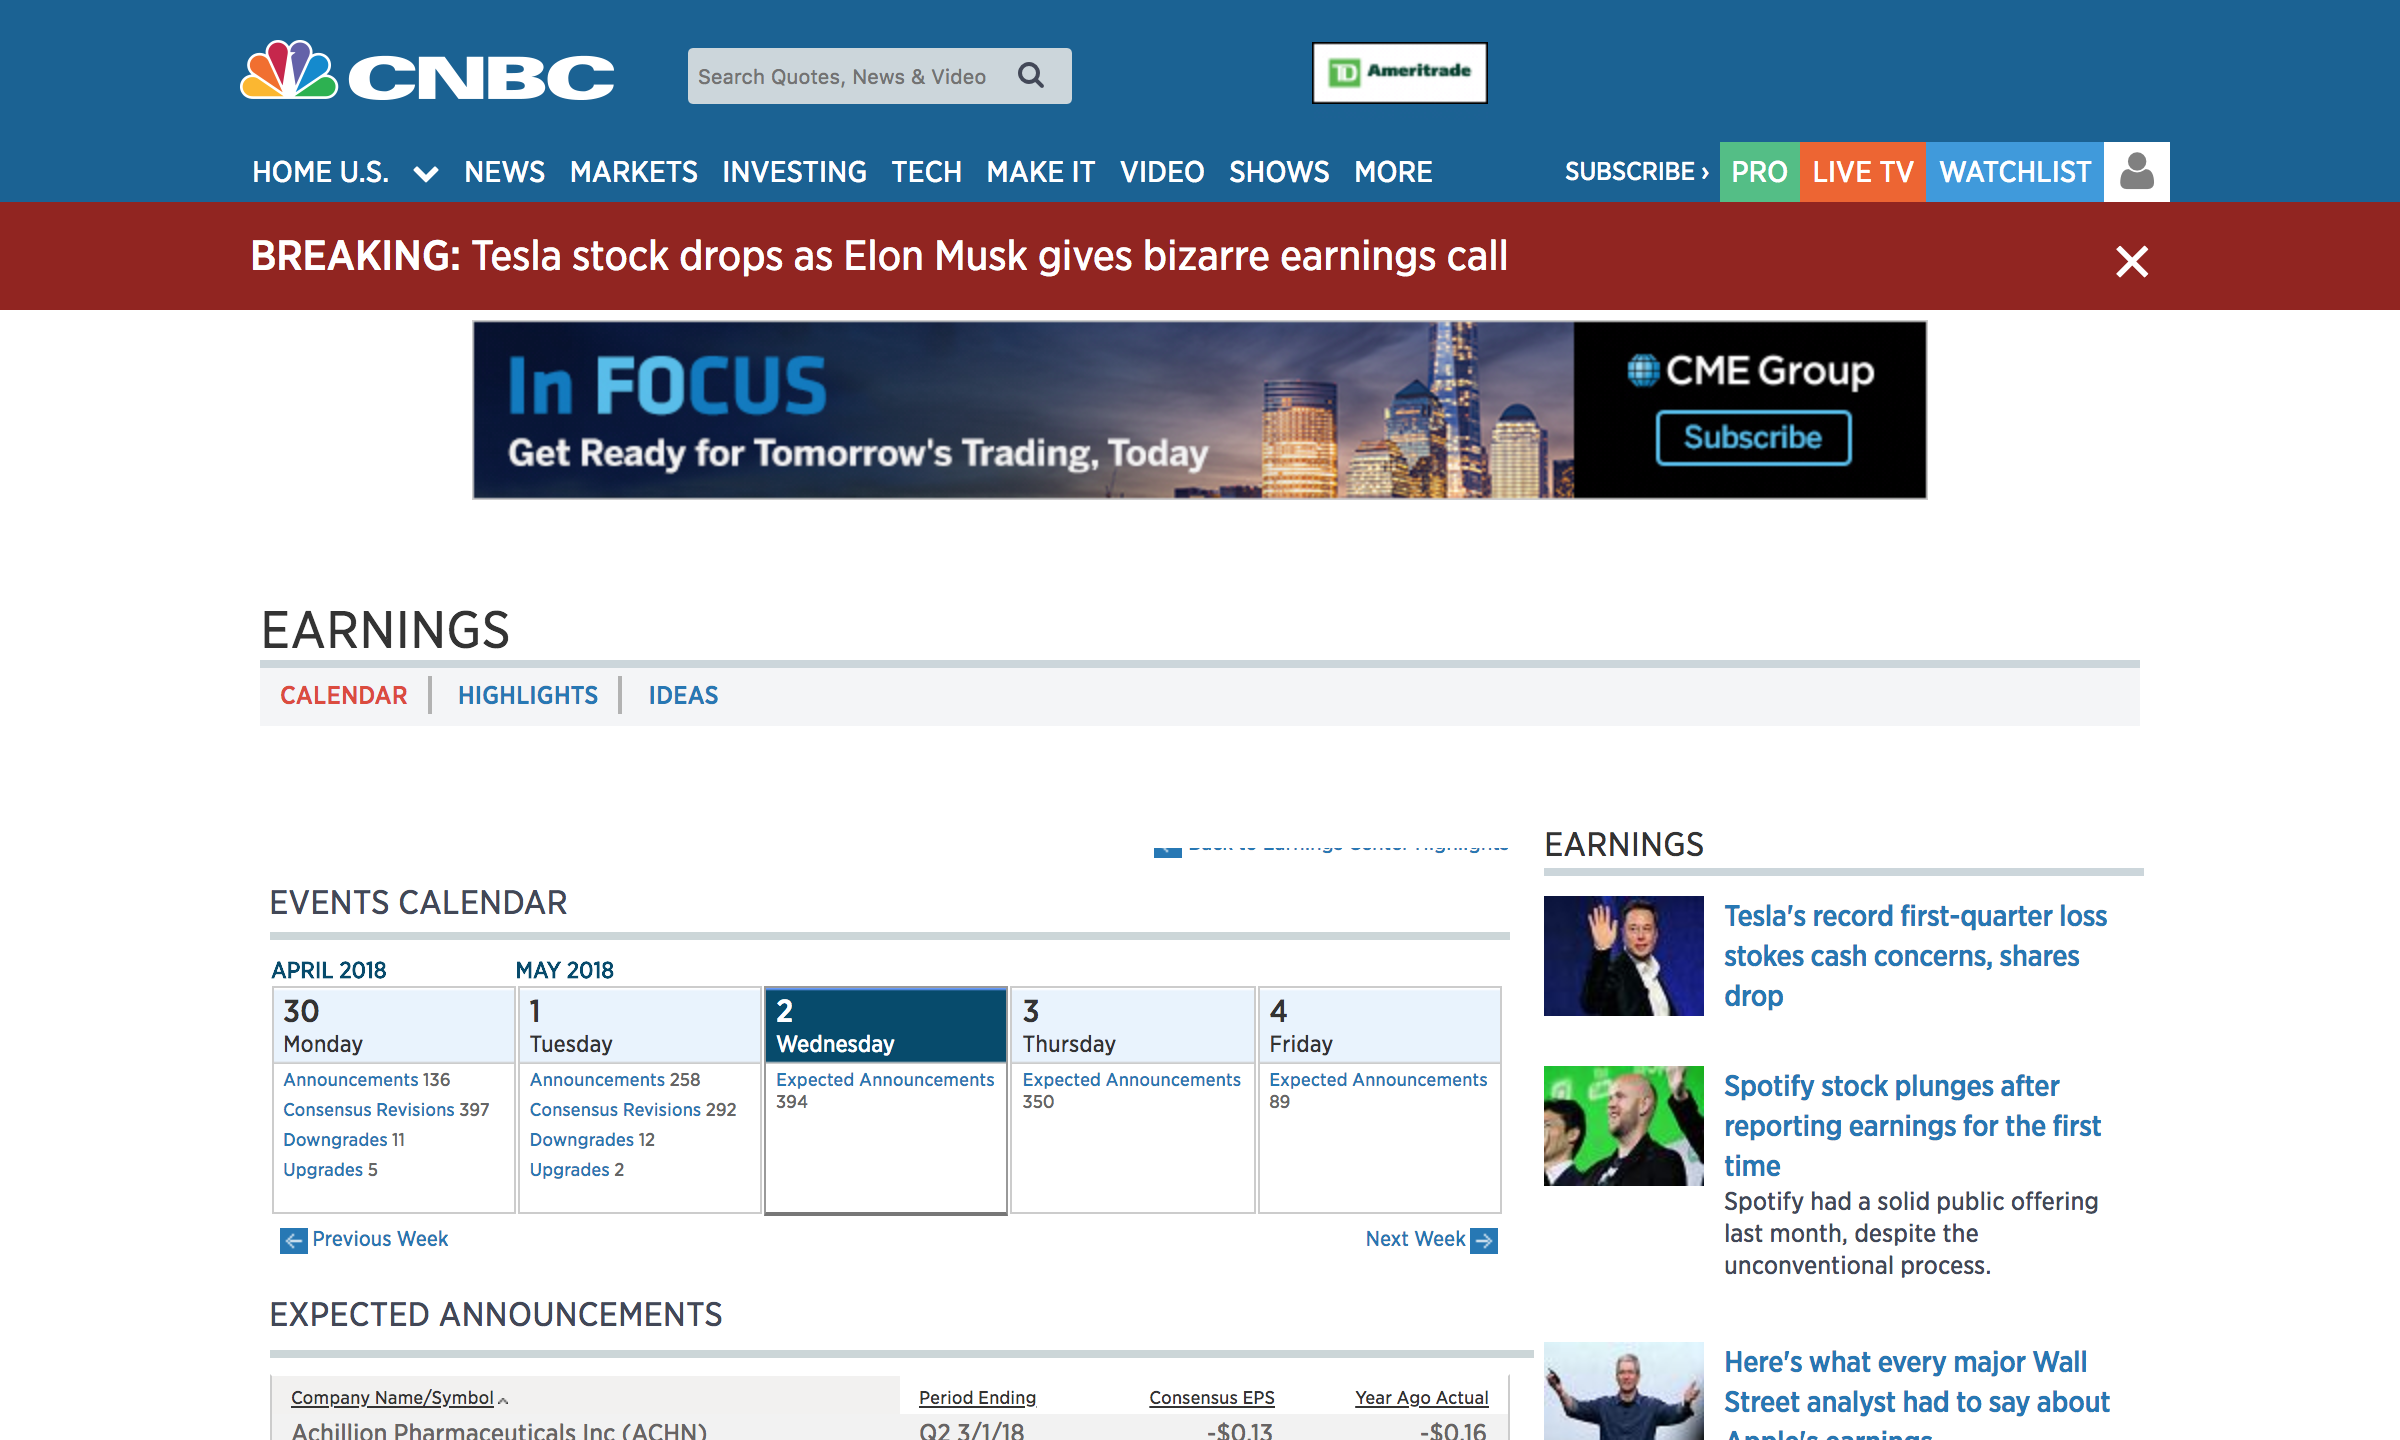 CNBC
Search Quotes, News & Video
TD Ameritrade
HOME U.S. NEWS MARKETS INVESTING TECH MAKE IT VIDEO SHOWS MORE SUBSCRIBE › PRO LIVE TV WATCHLIST
BREAKING: Tesla stock drops as Elon Musk gives bizarre earnings call
In FOCUS
Get Ready for Tomorrow's Trading, Today
CME Group
Subscribe
EARNINGS
CALENDAR HIGHLIGHTS IDEAS
Back to Earnings Center Highlights
EVENTS CALENDAR
APRIL 2018 MAY 2018
30 1 2 3 4
Monday Tuesday Wednesday Thursday Friday
Announcements 136
Consensus Revisions 397
Downgrades 11
Upgrades 5
Announcements 258
Consensus Revisions 292
Downgrades 12
Upgrades 2
Expected Announcements
394
Expected Announcements
350
Expected Announcements
89
Previous Week Next Week
EXPECTED ANNOUNCEMENTS
Company Name/Symbol Period Ending Consensus EPS Year Ago Actual
Achillion Pharmaceuticals Inc (ACHN) Q2 3/1/18 -$0.13 -$0.16
EARNINGS
Tesla's record first-quarter loss
stokes cash concerns, shares
drop
Spotify stock plunges after
reporting earnings for the first
time
Spotify had a solid public offering
last month, despite the
unconventional process.
Here's what every major Wall
Street analyst had to say about
Apple's earnings